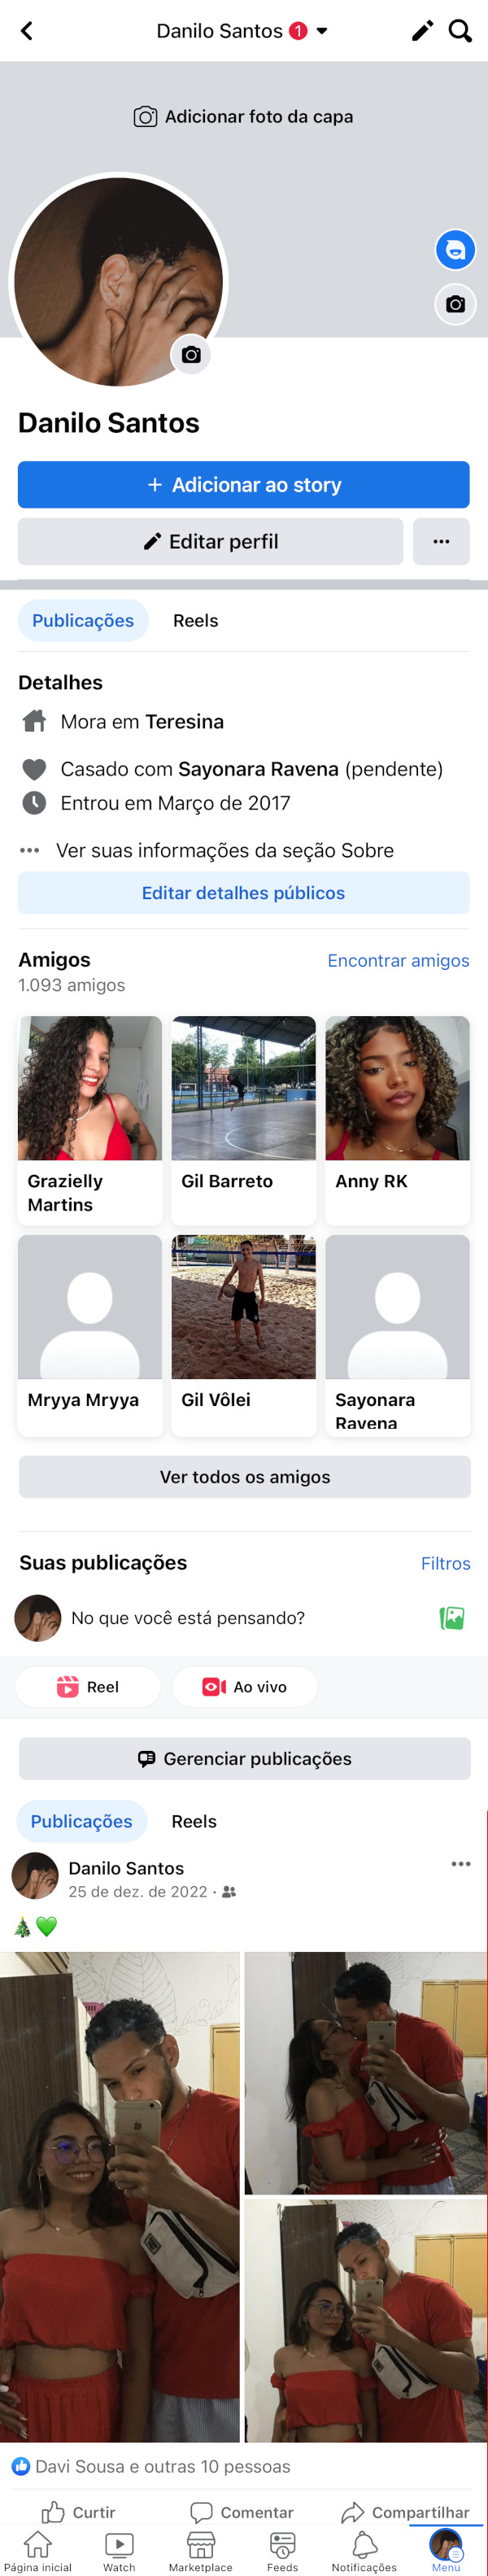 Danilo Santos 1
Adicionar foto da capa
Danilo Santos
+ Adicionar ao story
Editar perfil
Publicações Reels
Detalhes
Mora em Teresina
Casado com Sayonara Ravena (pendente)
Entrou em Março de 2017
Ver suas informações da seção Sobre
Editar detalhes públicos
Amigos Encontrar amigos
1.093 amigos
Grazielly
Martins
Gil Barreto
Anny RK
Mryya Mryya
Gil Vôlei
Sayonara
Ravena
Ver todos os amigos
Suas publicações Filtros
No que você está pensando?
Reel Ao vivo
Gerenciar publicações
Publicações Reels
Danilo Santos
25 de dez. de 2022 ·
Davi Sousa e outras 10 pessoas
Curtir Comentar Compartilhar
Página inicial Watch Marketplace Feeds Notificações Menu